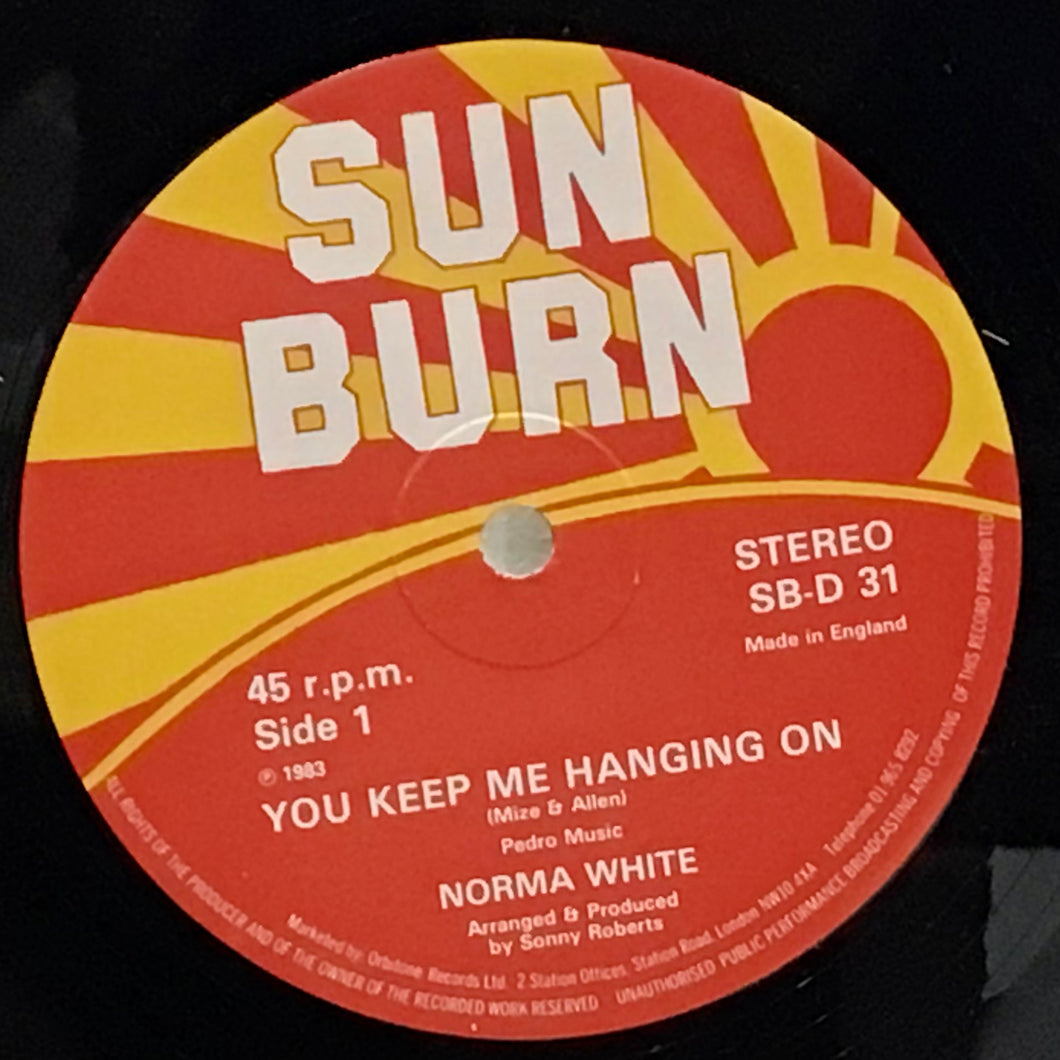 SUN
BURN
STEREO
SB-D 31
Made in England
45 r.p.m.
Side 1
℗ 1983
YOU KEEP ME HANGING ON
(Mize & Allen)
Pedro Music
NORMA WHITE
Arranged & Produced
by Sonny Roberts
Marketed by: Orbitone Records Ltd. 2 Station Offices, Station Road, London NW10 4XA Telephone 01 965 8292
ALL RIGHTS OF THE PRODUCER AND OF THE OWNER OF THE RECORDED WORK RESERVED UNAUTHORISED PUBLIC PERFORMANCE BROADCASTING AND COPYING OF THIS RECORD PROHIBITED